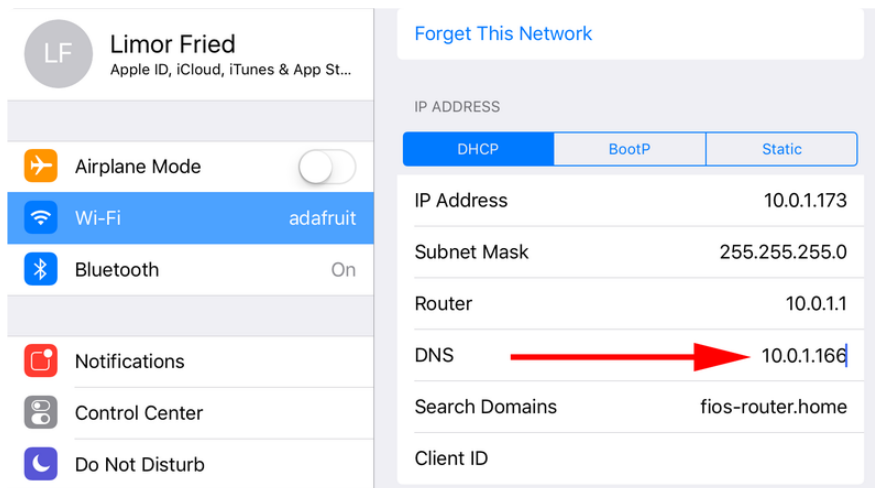 LF
Limor Fried
Apple ID, iCloud, iTunes & App St...
Airplane Mode
Wi-Fi adafruit
Bluetooth On
Notifications
Control Center
Do Not Disturb
Forget This Network
IP ADDRESS
DHCP BootP Static
IP Address 10.0.1.173
Subnet Mask 255.255.255.0
Router 10.0.1.1
DNS 10.0.1.166
Search Domains fios-router.home
Client ID